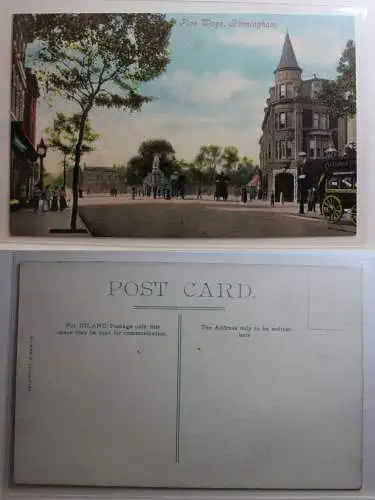 Five Ways, Birmingham
POST CARD.
For INLAND Postage only this
space may be used for communication.
The Address only to be written
here